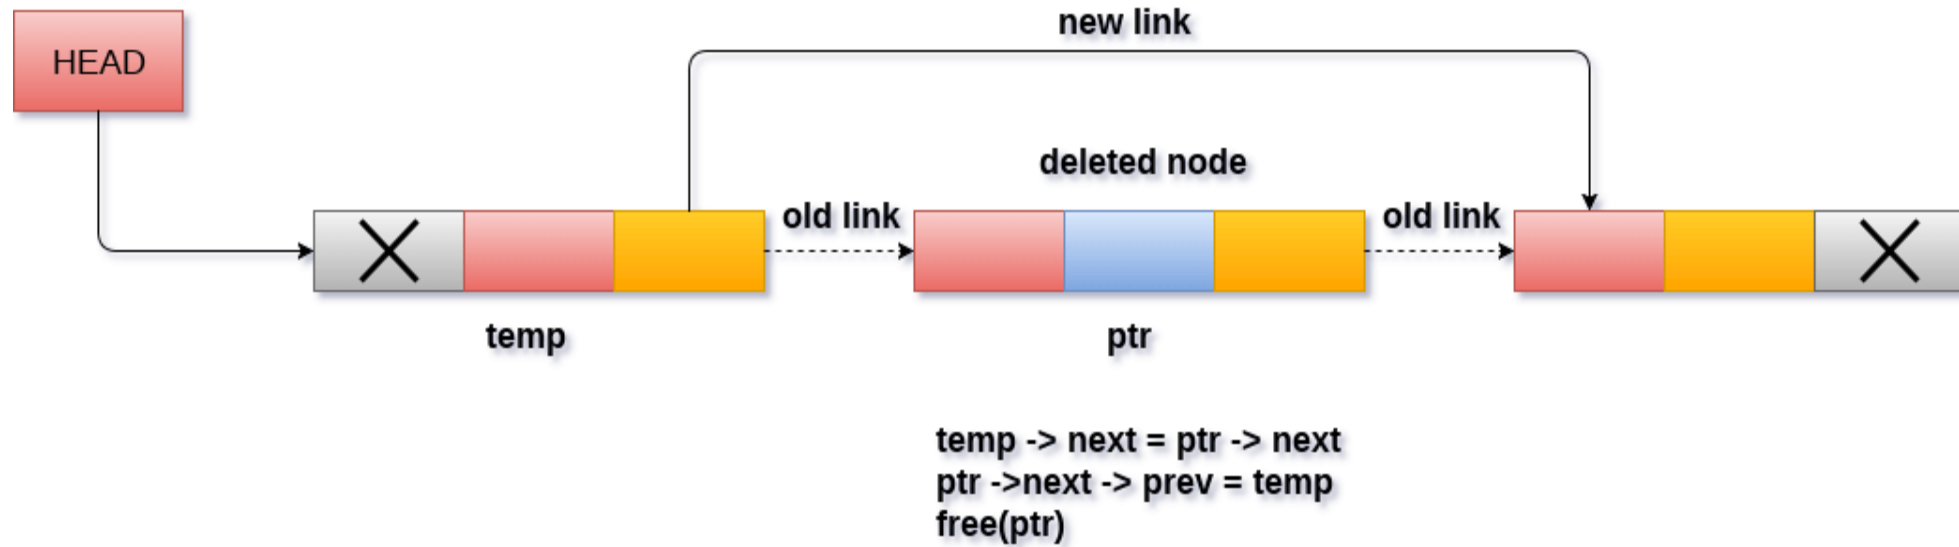 new link
HEAD
deleted node
old link
old link
temp
ptr
temp -> next = ptr -> next
ptr ->next -> prev = temp
free(ptr)